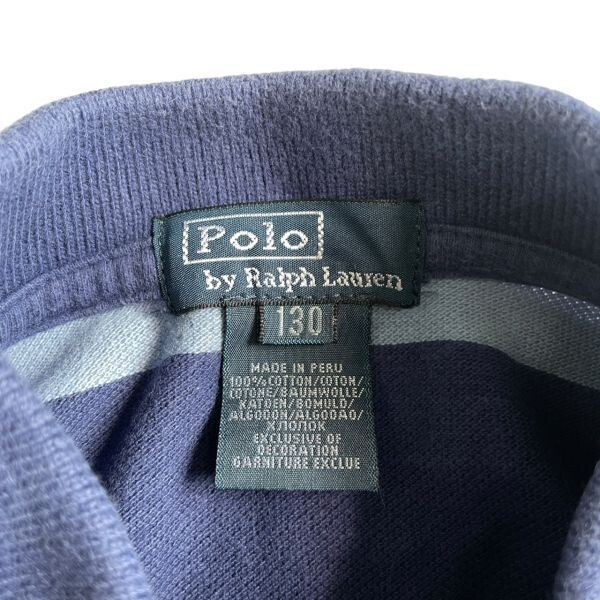 Polo
by Ralph Lauren
130
MADE IN PERU
100% COTTON/COTON/
COTONE/BAUMWOLLE/
KATOEN/BOMULD/
ALGODON/ALGODAO/
ХЛОПОК
EXCLUSIVE OF
DECORATION
GARNITURE EXCLUE